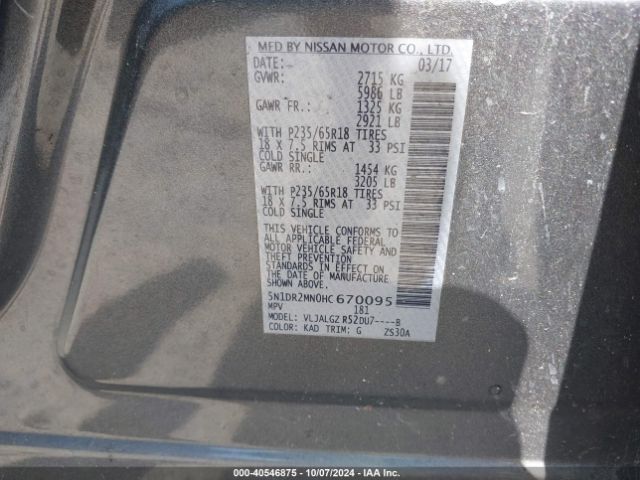 MFD BY NISSAN MOTOR CO., LTD.
DATE: 03/17
GVWR: 2715 KG
5986 LB
GAWR FR.: 1325 KG
2921 LB
WITH P235/65R18 TIRES
18 X 7.5 RIMS AT 33 PSI
COLD SINGLE
GAWR RR.: 1454 KG
3205 LB
WITH P235/65R18 TIRES
18 X 7.5 RIMS AT 33 PSI
COLD SINGLE
THIS VEHICLE CONFORMS TO
ALL APPLICABLE FEDERAL
MOTOR VEHICLE SAFETY AND
THEFT PREVENTION
STANDARDS IN EFFECT ON
THE DATE OF MANUFACTURE
SHOWN ABOVE.
5N1DR2MN0HC670095
MPV 181
MODEL: VLJALGZ R52DU7----B
COLOR: KAD TRIM: G ZS30A
000-40546875 - 10/07/2024 - IAA Inc.